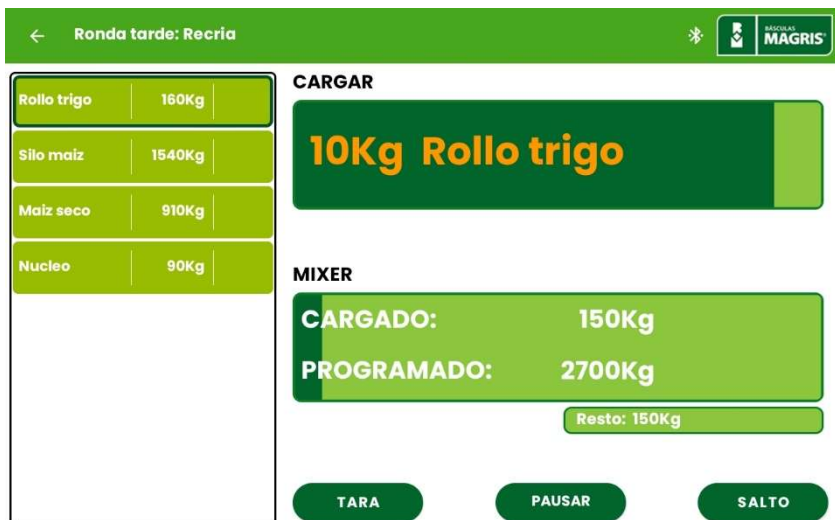 Ronda tarde: Recria
BÁSCULAS
MAGRIS
Rollo trigo 160Kg
Silo maiz 1540Kg
Maiz seco 910Kg
Nucleo 90Kg
CARGAR
10Kg Rollo trigo
MIXER
CARGADO: 150Kg
PROGRAMADO: 2700Kg
Resto: 150Kg
TARA
PAUSAR
SALTO